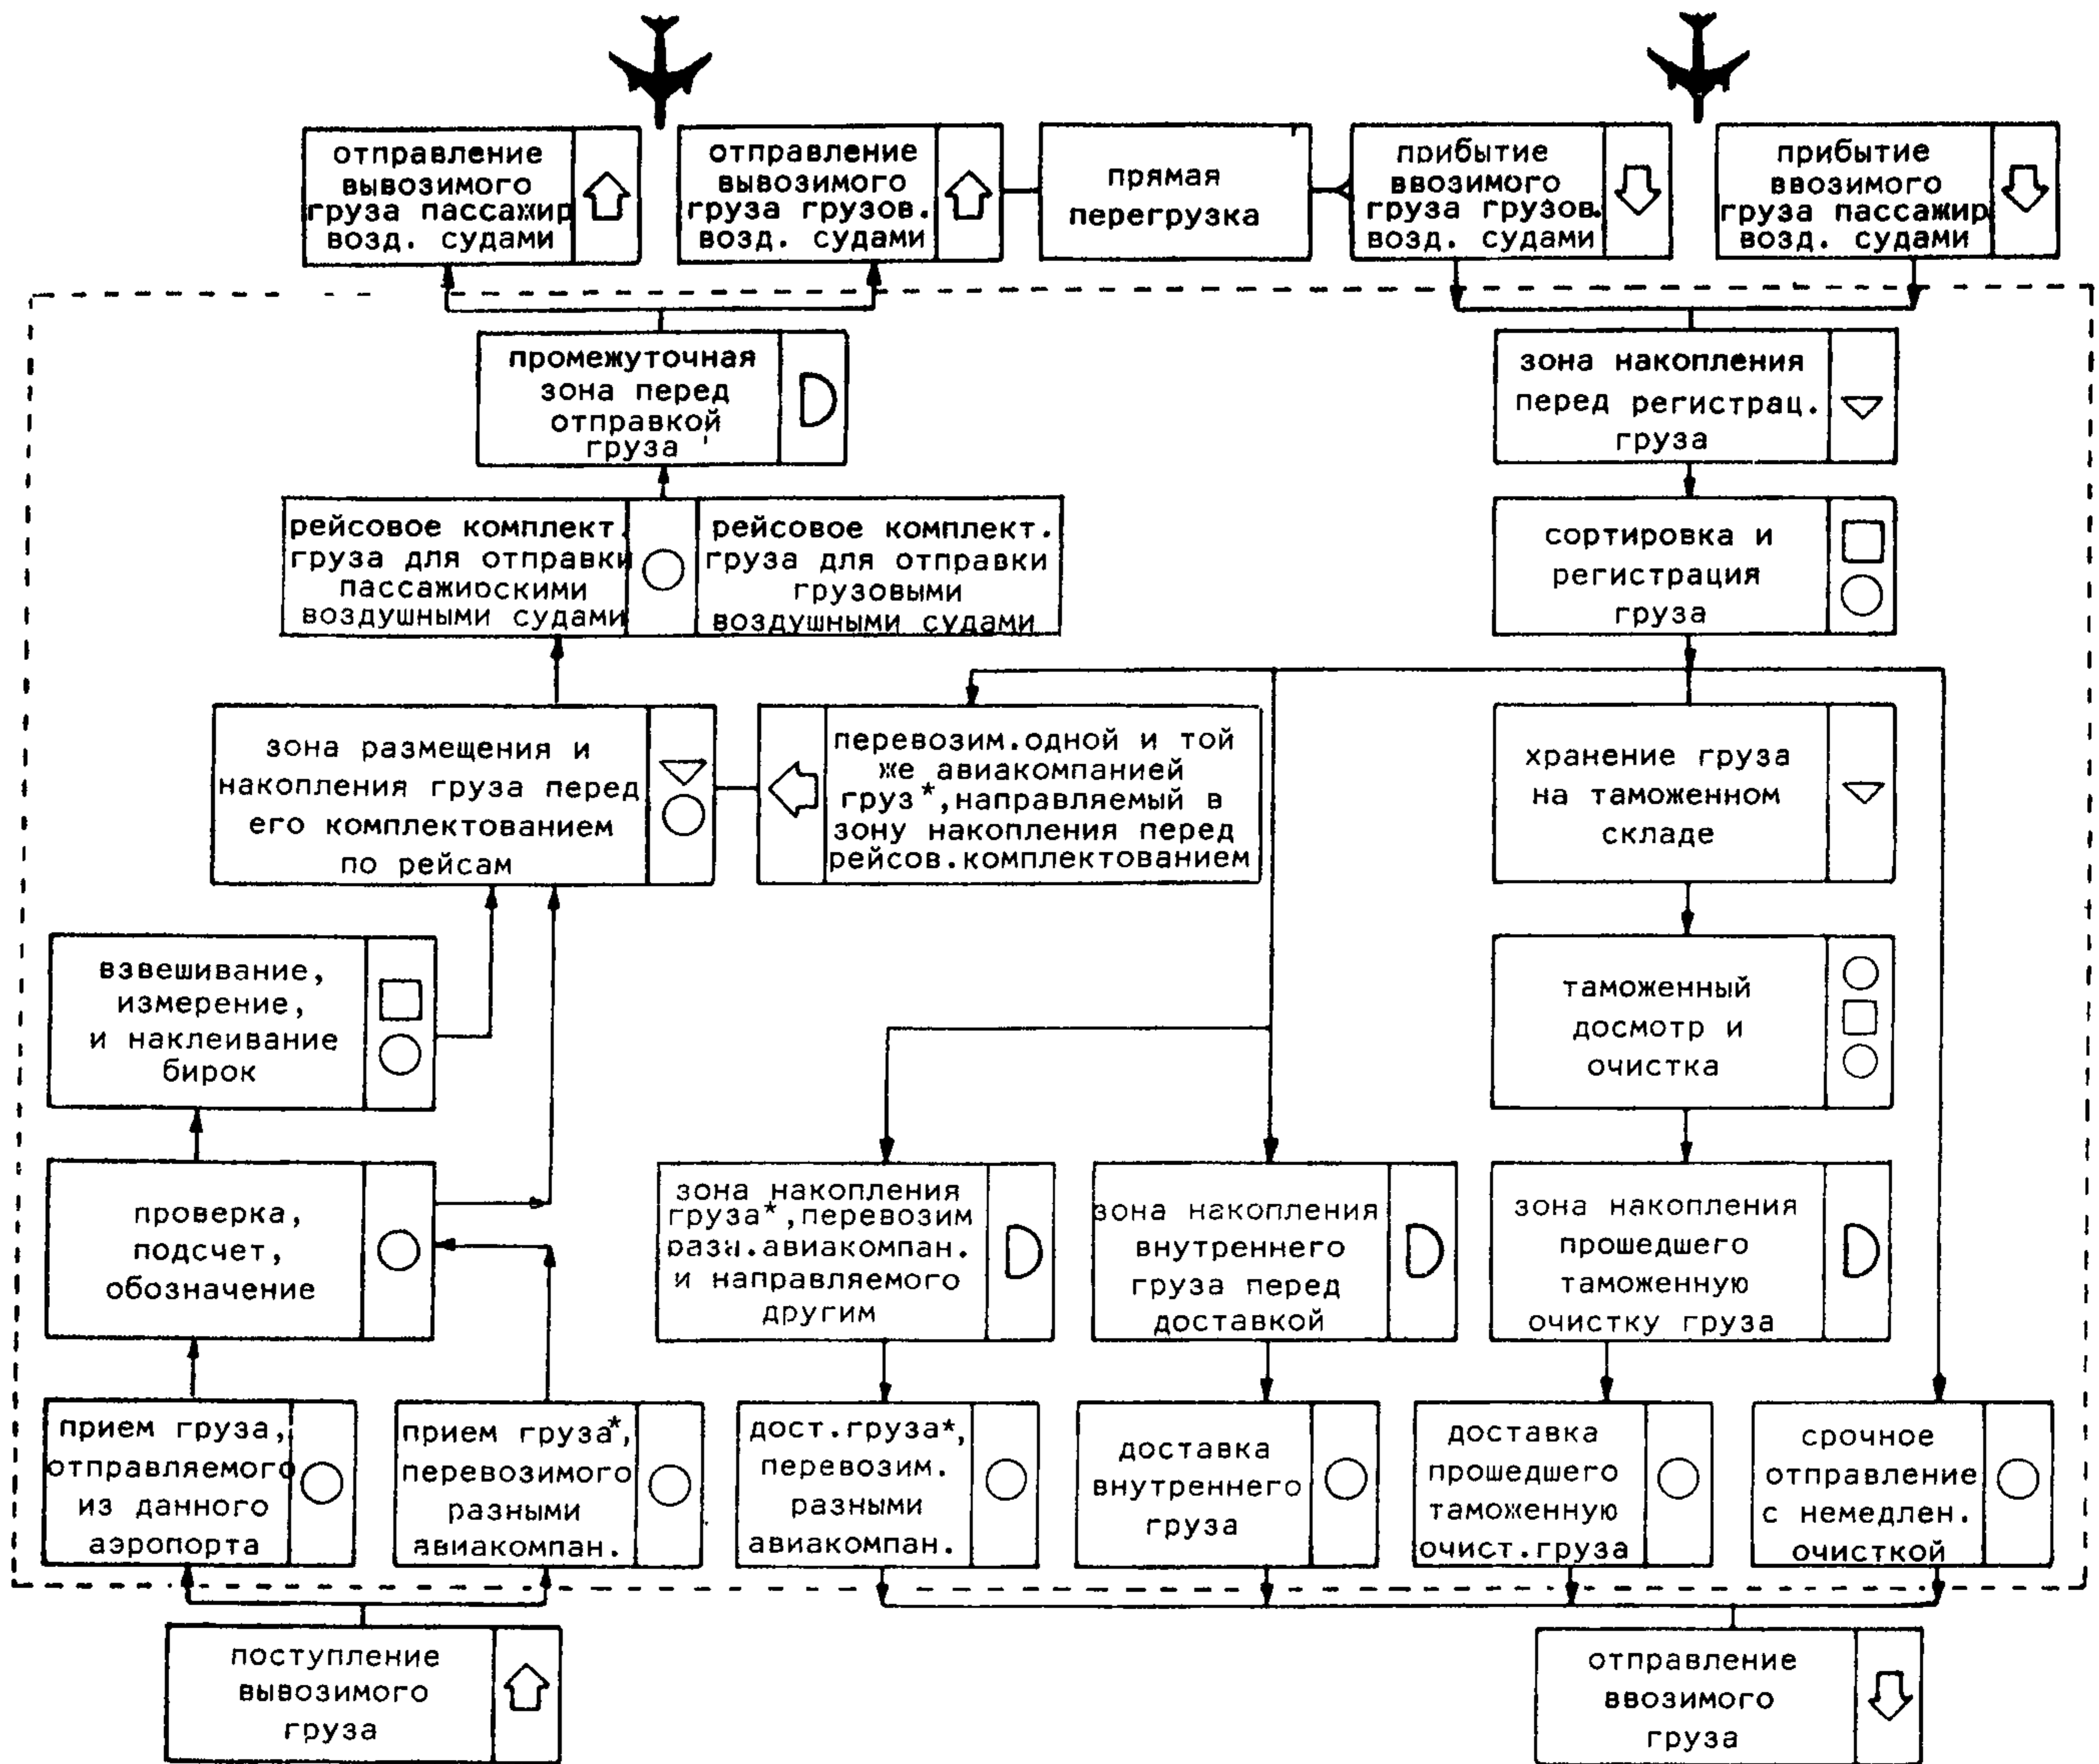 отправление
вывозимого
груза пассажир
возд. судами
отправление
вывозимого
груза грузов.
возд. судами
прямая
перегрузка
прибытие
ввозимого
груза грузов.
возд. судами
прибытие
ввозимого
груза пассажир
возд. судами
промежуточная
зона перед
отправкой
груза
зона накопления
перед регистрац.
груза
рейсовое комплект.
груза для отправки
пассажирскими
воздушными судами
рейсовое комплект.
груза для отправки
грузовыми
воздушными судами
сортировка и
регистрация
груза
зона размещения и
накопления груза перед
его комплектованием
по рейсам
перевозим.одной и той
же авиакомпанией
груз*,направляемый в
зону накопления перед
рейсов.комплектованием
хранение груза
на таможенном
складе
взвешивание,
измерение,
и наклеивание
бирок
таможенный
досмотр и
очистка
проверка,
подсчет,
обозначение
зона накопления
груза*,перевозим
разн.авиакомпан.
и направляемого
другим
зона накопления
внутреннего
груза перед
доставкой
зона накопления
прошедшего
таможенную
очистку груза
прием груза,
отправляемого
из данного
аэропорта
прием груза*,
перевозимого
разными
авиакомпан.
дост.груза*,
перевозим.
разными
авиакомпан.
доставка
внутреннего
груза
доставка
прошедшего
таможенную
очист.груза
срочное
отправление
с немедлен.
очисткой
поступление
вывозимого
груза
отправление
ввозимого
груза